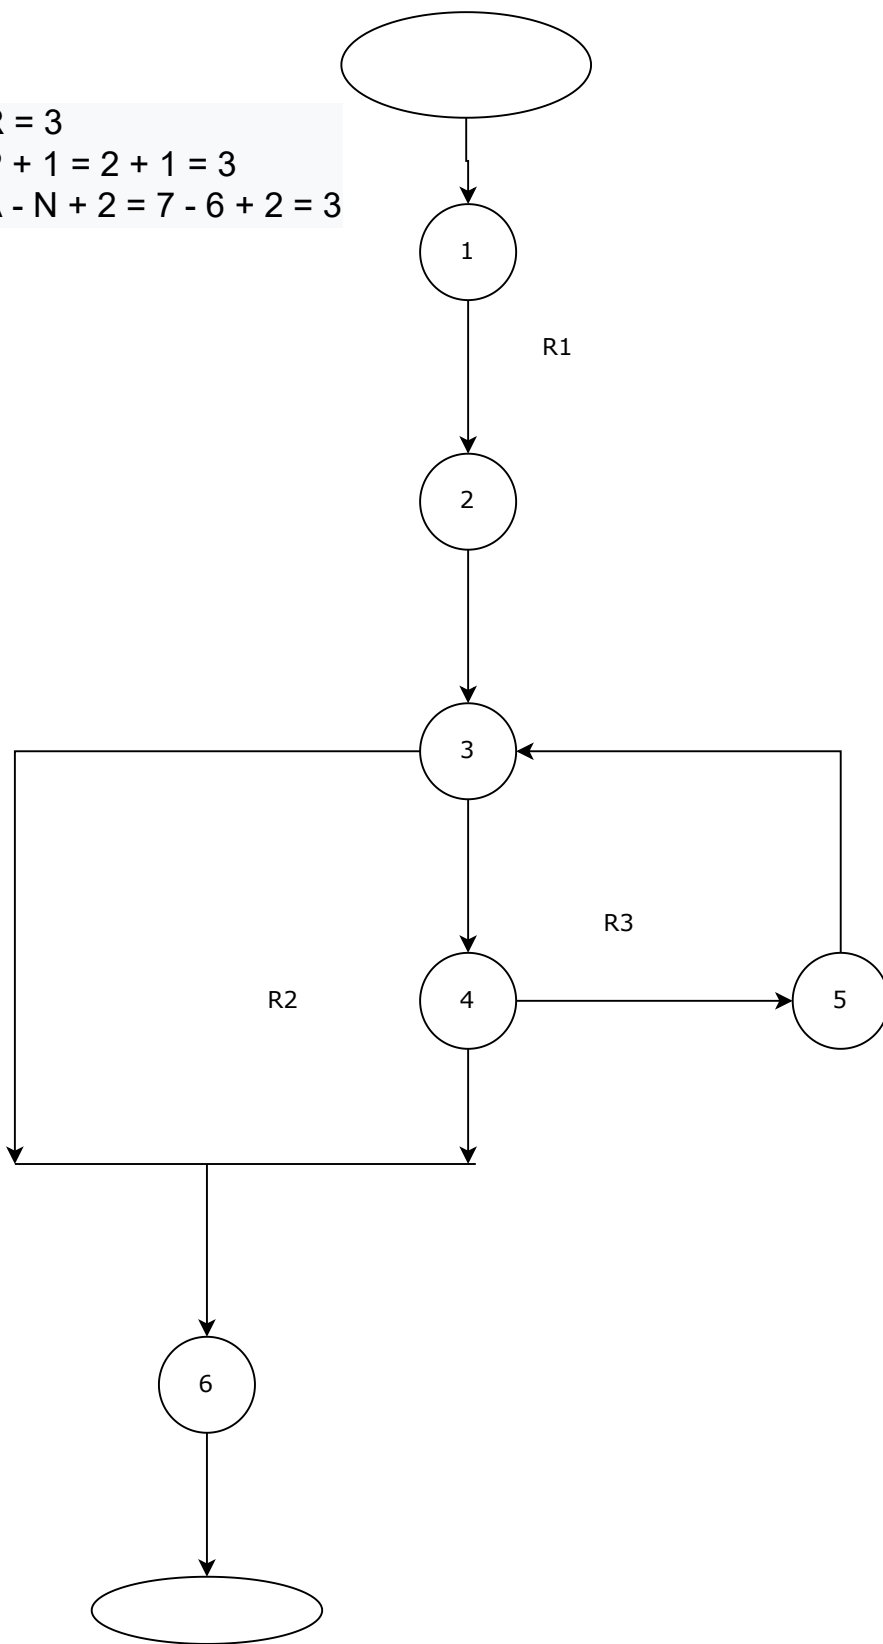 = 3
+ 1 = 2 + 1 = 3
- N + 2 = 7 - 6 + 2 = 3
1
R1
2
3
R3
R2
4
5
6